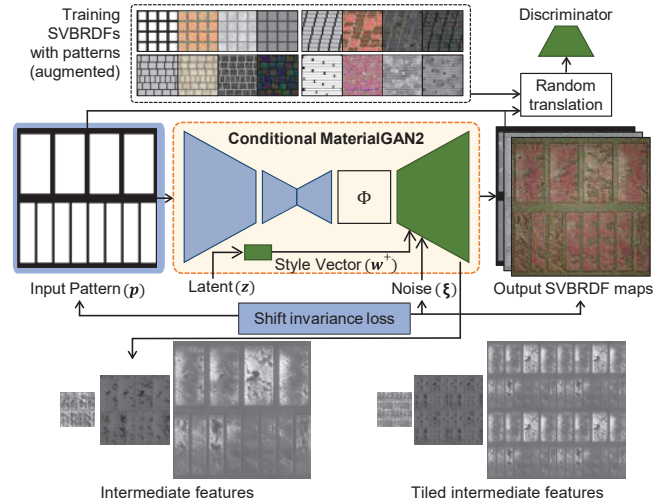 Training
SVBRDFs
with patterns
(augmented)
Discriminator
Random
translation
Conditional MaterialGAN2
Φ
Style Vector (w⁺)
Input Pattern (p)
Latent (z)
Noise (ξ)
Output SVBRDF maps
Shift invariance loss
Intermediate features
Tiled intermediate features